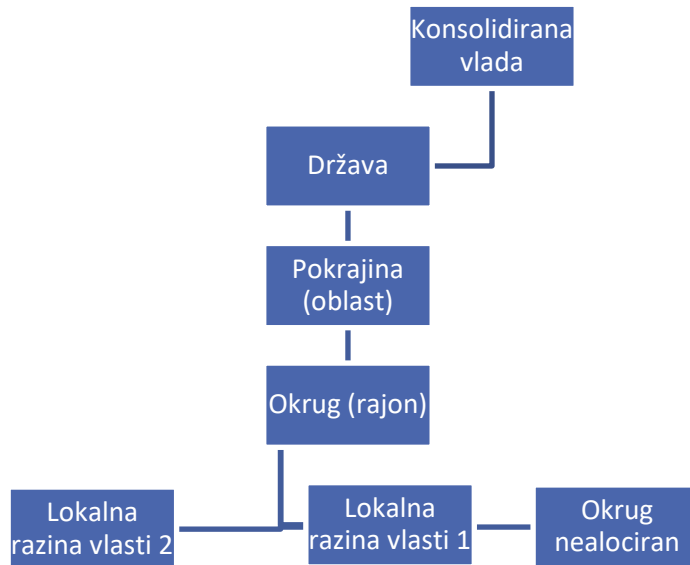 Konsolidirana
vlada
Država
Pokrajina
(oblast)
Okrug (rajon)
Lokalna
razina vlasti 2
Lokalna
razina vlasti 1
Okrug
nealociran